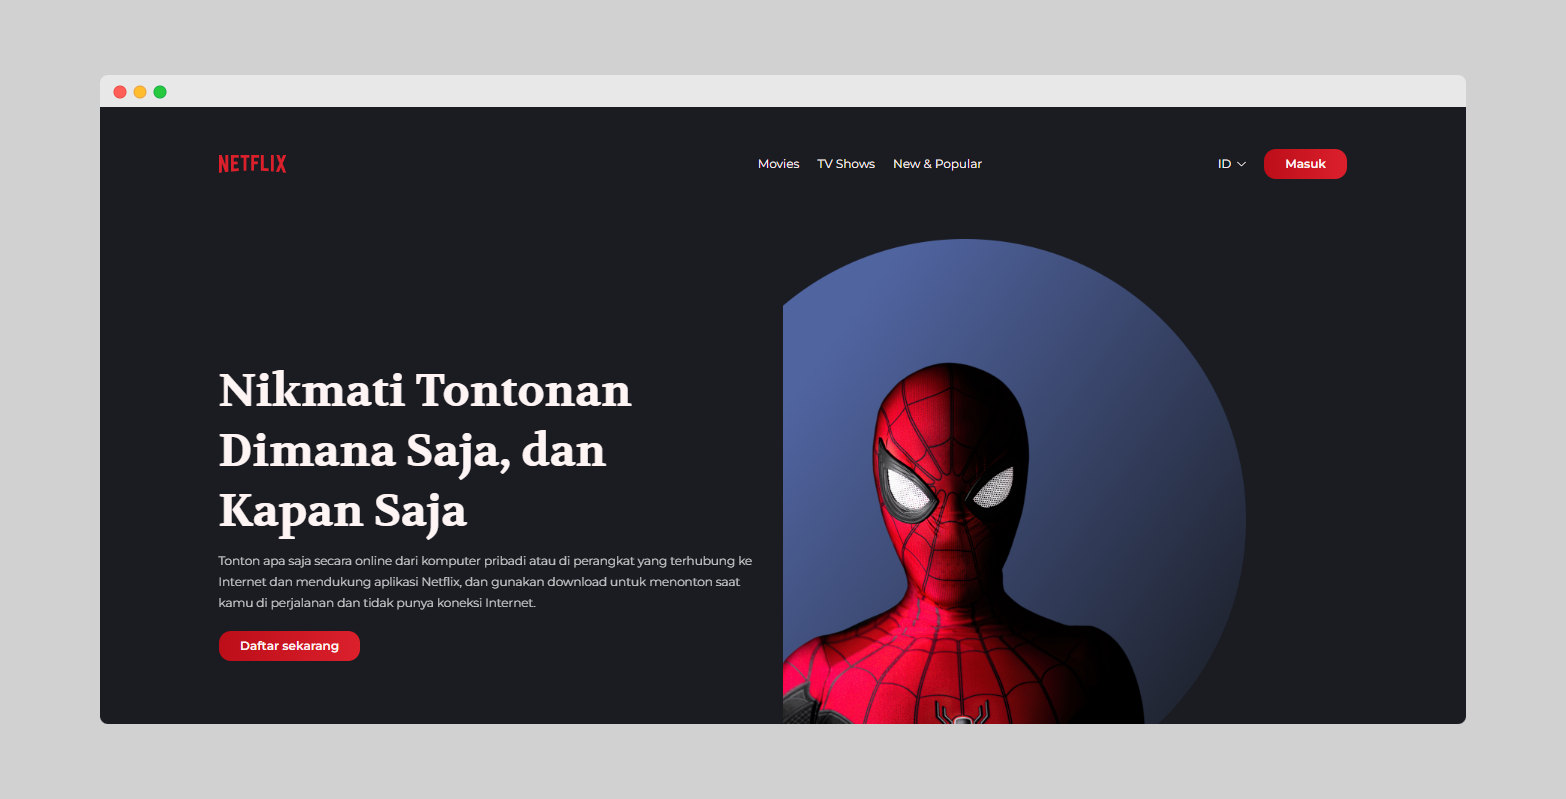 NETFLIX
Movies
TV Shows
New & Popular
ID
Masuk
Nikmati Tontonan
Dimana Saja, dan
Kapan Saja
Tonton apa saja secara online dari komputer pribadi atau di perangkat yang terhubung ke
Internet dan mendukung aplikasi Netflix, dan gunakan download untuk menonton saat
kamu di perjalanan dan tidak punya koneksi Internet.
Daftar sekarang